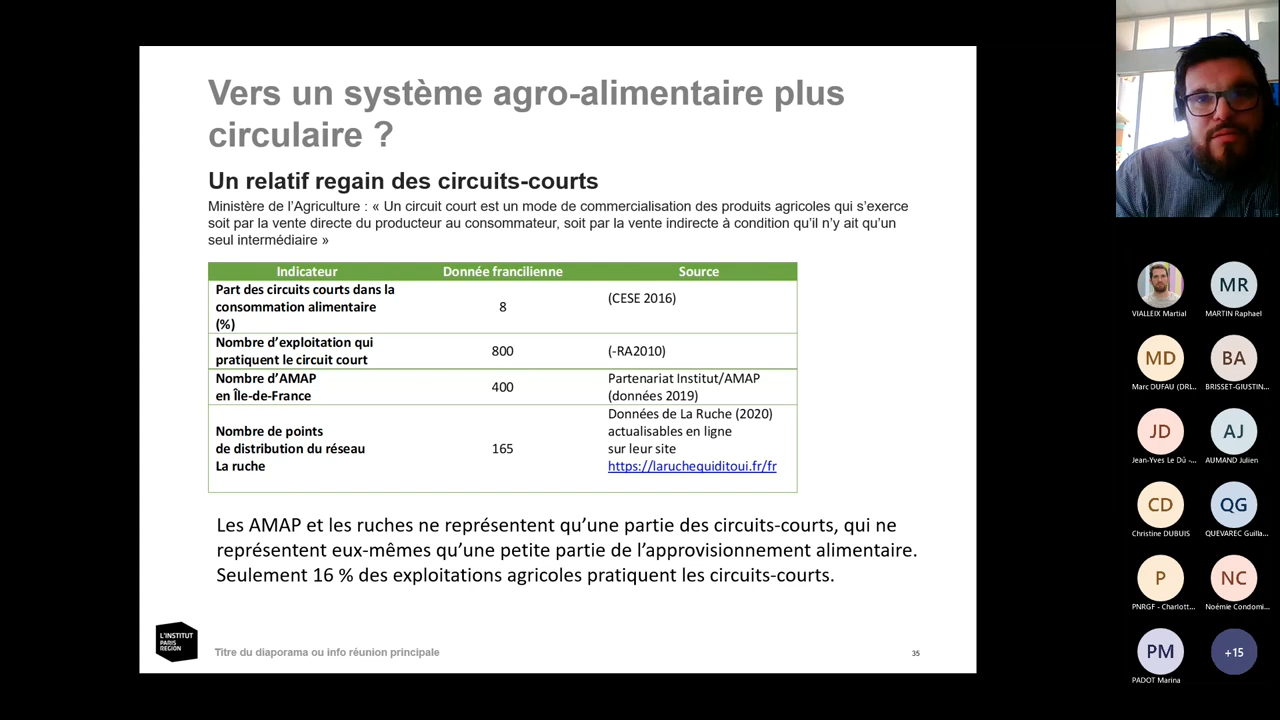 Vers un système agro-alimentaire plus
circulaire ?
Un relatif regain des circuits-courts
Ministère de l’Agriculture : « Un circuit court est un mode de commercialisation des produits agricoles qui s’exerce
soit par la vente directe du producteur au consommateur, soit par la vente indirecte à condition qu’il n’y ait qu’un
seul intermédiaire »
Indicateur Donnée francilienne Source
Part des circuits courts dans la
consommation alimentaire
(%)
8
(CESE 2016)
Nombre d’exploitation qui
pratiquent le circuit court
800
(-RA2010)
Nombre d’AMAP
en Île-de-France
400
Partenariat Institut/AMAP
(données 2019)
Nombre de points
de distribution du réseau
La ruche
165
Données de La Ruche (2020)
actualisables en ligne
sur leur site
https://laruchequiditoui.fr/fr
Les AMAP et les ruches ne représentent qu’une partie des circuits-courts, qui ne
représentent eux-mêmes qu’une petite partie de l’approvisionnement alimentaire.
Seulement 16 % des exploitations agricoles pratiquent les circuits-courts.
L’INSTITUT
PARIS
REGION
Titre du diaporama ou info réunion principale
35
VIALLEIX Martial
MR
MARTIN Raphael
MD
Marc DUFAU (DRI...
BA
BRISSET-GIUSTIN...
JD
Jean-Yves Le Dû -...
AJ
AUMAND Julien
CD
Christine DUBUIS
QG
QUEVAREC Guilla...
P
PNRGF - Charlott...
NC
Noémie Condomi...
PM
PADOT Marina
+15